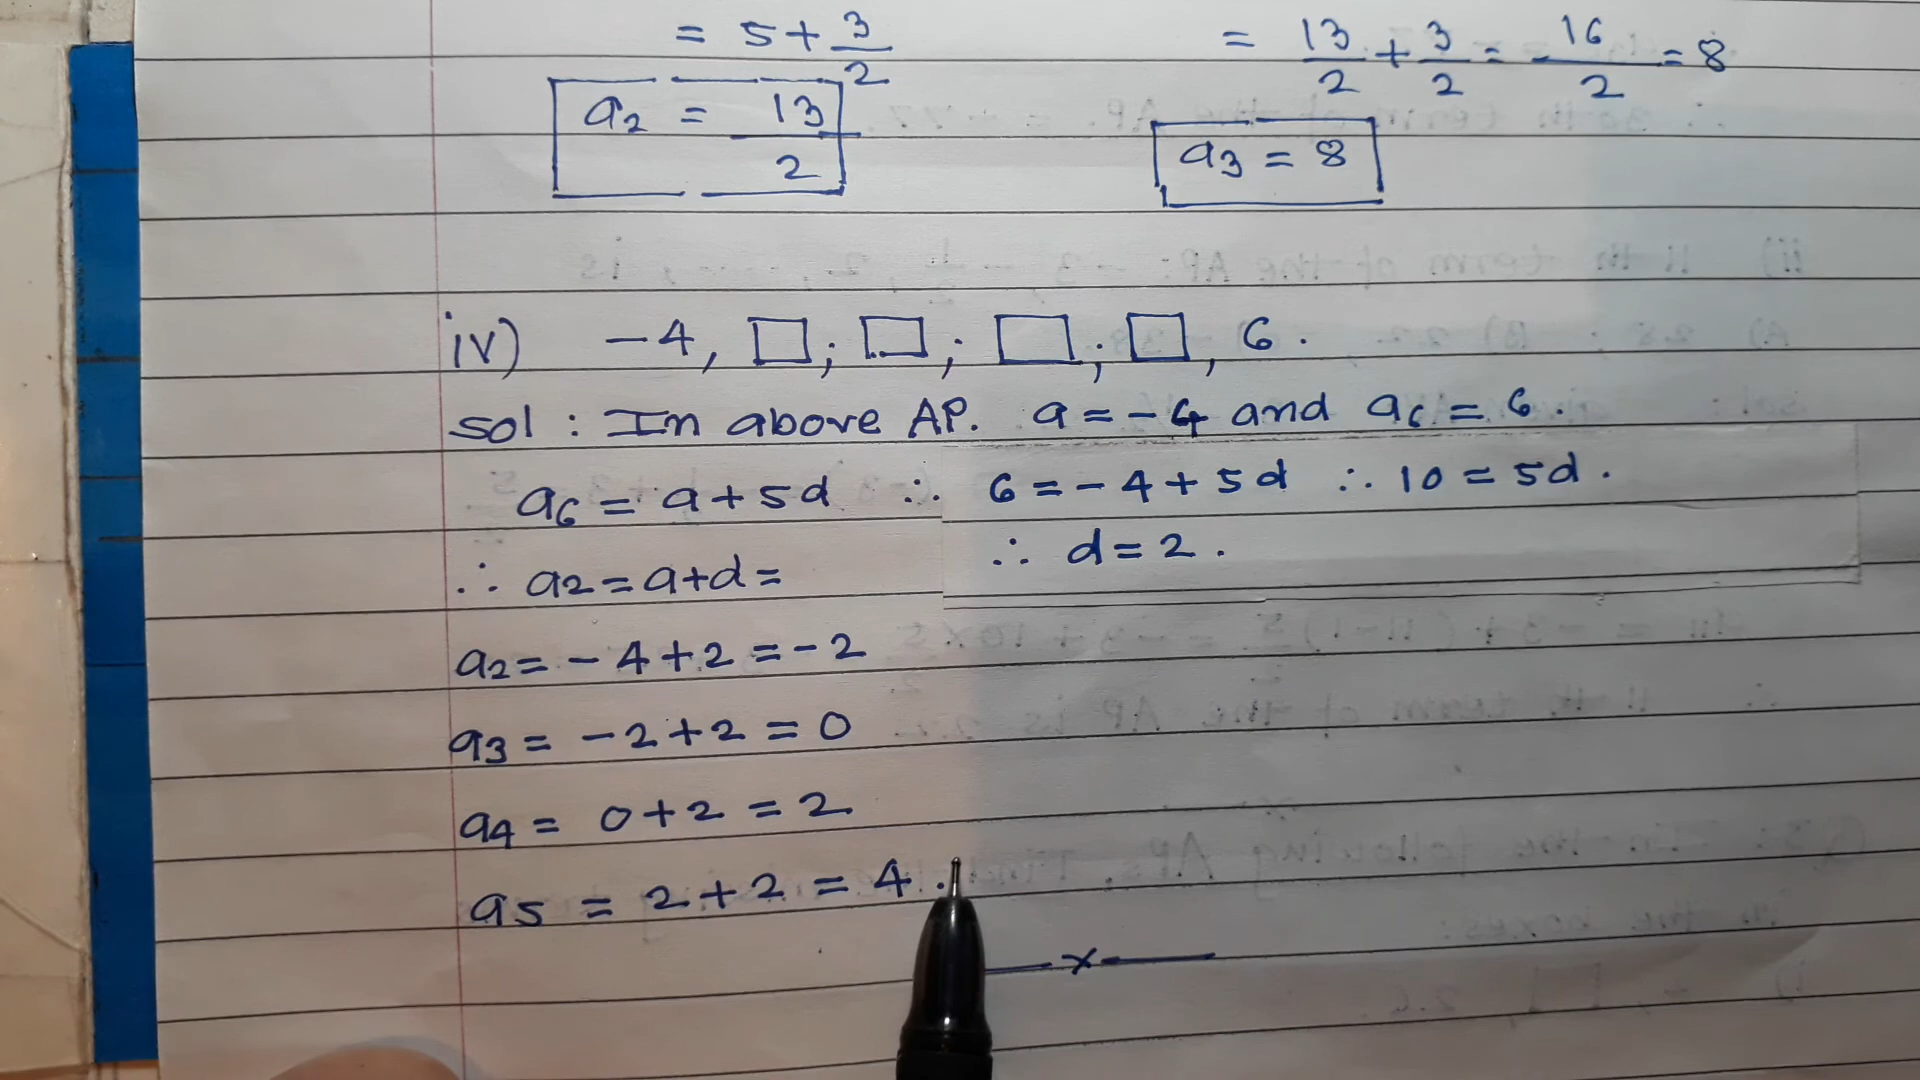 = 5 + 3/2
= 13/2 + 3/2 = 16/2 = 8
a2 = 13/2
a3 = 8
iv) -4, □, □, □, □, 6.
sol : In above AP. a = -4 and a6 = 6.
a6 = a + 5d ∴ 6 = -4 + 5d ∴ 10 = 5d.
∴ d = 2.
∴ a2 = a + d =
a2 = -4 + 2 = -2
a3 = -2 + 2 = 0
a4 = 0 + 2 = 2
a5 = 2 + 2 = 4.
—x—